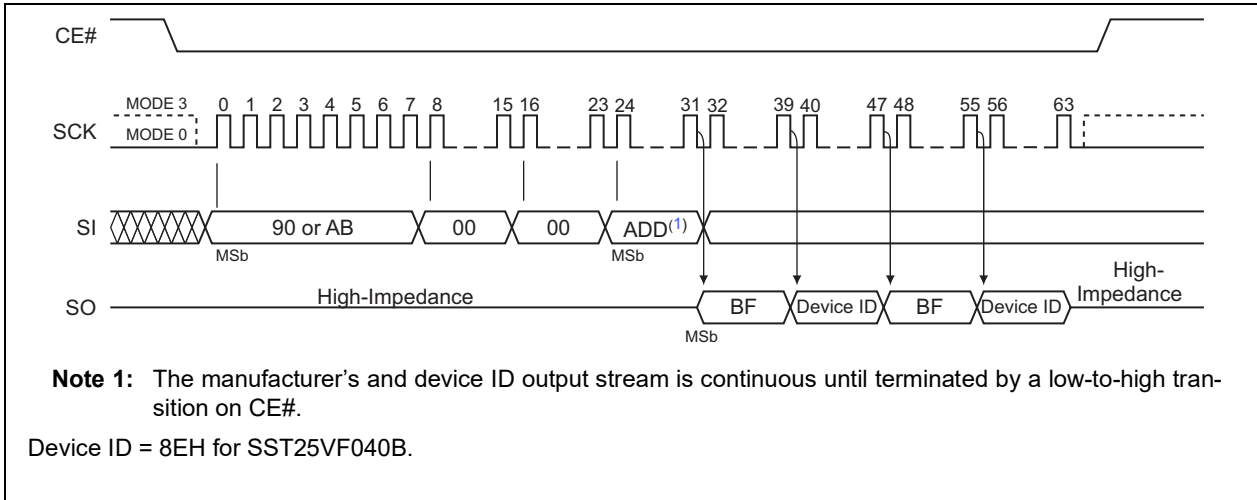 CE#
MODE 3 0 1 2 3 4 5 6 7 8 15 16 23 24 31 32 39 40 47 48 55 56 63
SCK MODE 0
SI 90 or AB 00 00 ADD(1)
MSb MSb
High-Impedance High-
Impedance
SO BF Device ID BF Device ID
MSb
Note 1: The manufacturer's and device ID output stream is continuous until terminated by a low-to-high tran-
sition on CE#.
Device ID = 8EH for SST25VF040B.